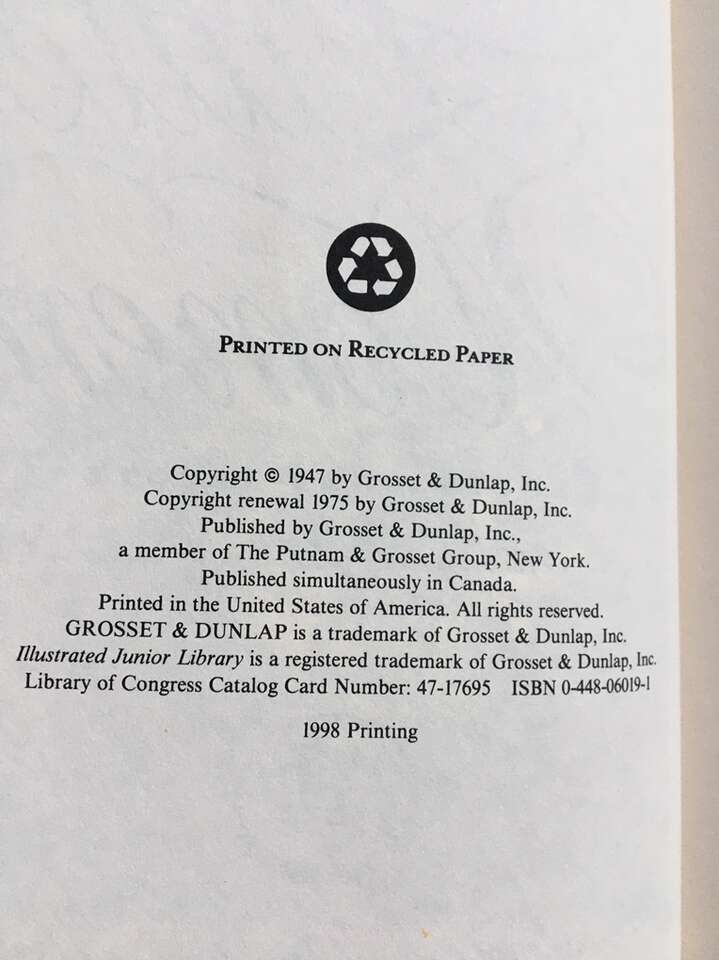 PRINTED ON RECYCLED PAPER
Copyright © 1947 by Grosset & Dunlap, Inc.
Copyright renewal 1975 by Grosset & Dunlap, Inc.
Published by Grosset & Dunlap, Inc.,
a member of The Putnam & Grosset Group, New York.
Published simultaneously in Canada.
Printed in the United States of America. All rights reserved.
GROSSET & DUNLAP is a trademark of Grosset & Dunlap, Inc.
Illustrated Junior Library is a registered trademark of Grosset & Dunlap, Inc.
Library of Congress Catalog Card Number: 47-17695 ISBN 0-448-06019-1
1998 Printing